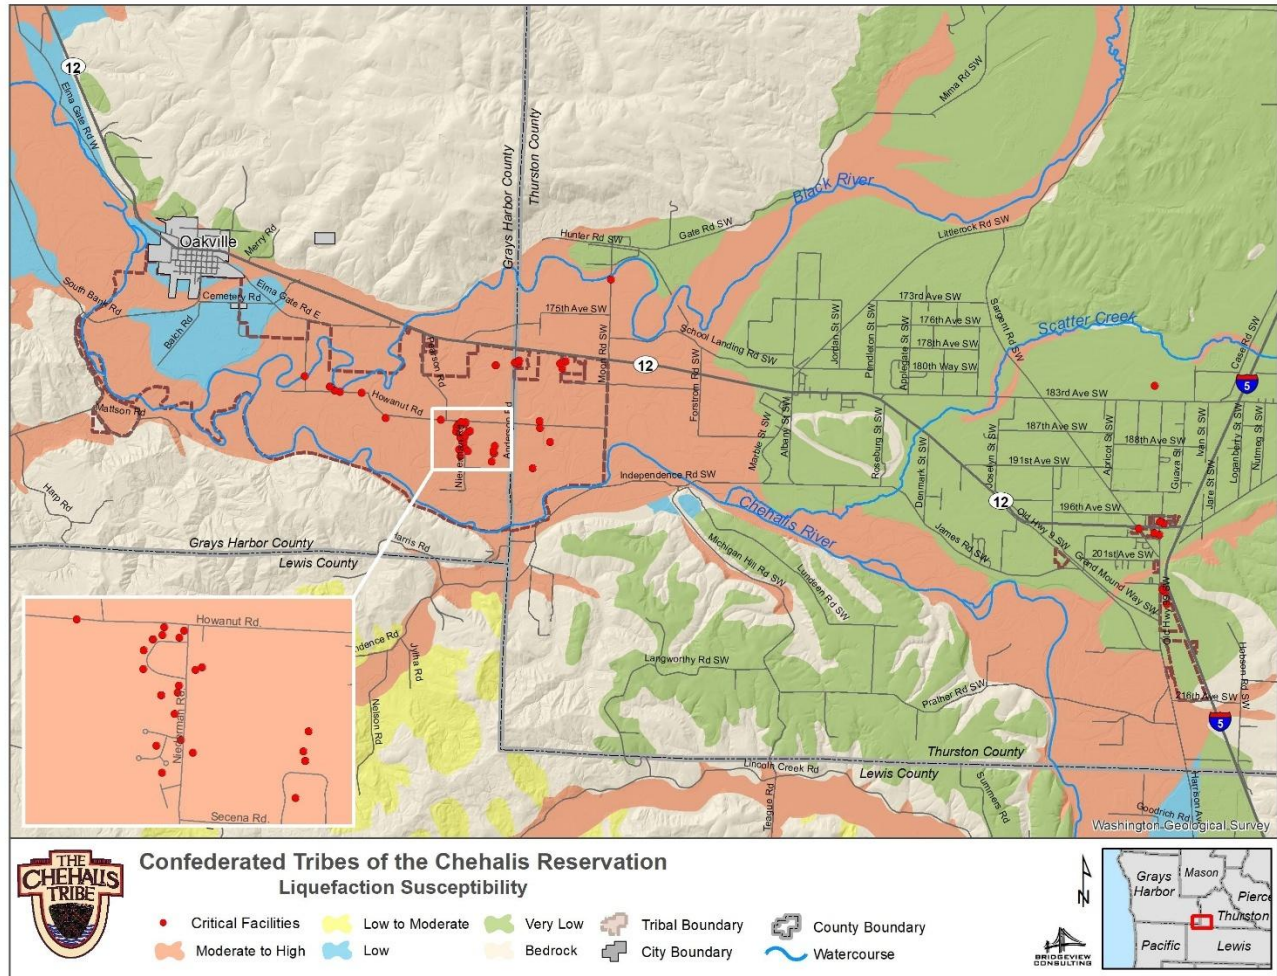 12
Elma Gate Rd W
Oakville
Merry Rd
Elma Gate Rd E
Cemetery Rd
South Bank Rd
Balch Rd
Mattson Rd
Harp Rd
Howanut Rd
Anderson Rd
Harris Rd
Grays Harbor County
Thurston County
Hunter Rd SW
Gate Rd SW
Black River
Mima Rd SW
Littlerock Rd SW
175th Ave SW
Moon Rd SW
School Landing Rd SW
Forstrom Rd SW
12
Jordan St SW
Pendleton St SW
Applegate St SW
173rd Ave SW
176th Ave SW
178th Ave SW
180th Way SW
Sargent Rd SW
Scatter Creek
Case Rd SW
5
183rd Ave SW
187th Ave SW
188th Ave SW
191st Ave SW
196th Ave SW
201st Ave SW
Marble St SW
Albany St SW
Roseburg St SW
Denmark St SW
Joselyn St SW
Apricot St SW
Guava St SW
Ivan St SW
Jare St SW
Loganberry St SW
Nutmeg St SW
12
Old Hwy 9 SW
Grand Mound Way SW
James Rd SW
Independence Rd SW
Chehalis River
Michigan Hill Rd SW
Lundeen Rd SW
Langworthy Rd SW
Prather Rd SW
216th Ave SW
Hobson Rd SW
5
Grays Harbor County
Lewis County
Thurston County
Lewis County
Lincoln Creek Rd
Teague Rd
Summers Rd
Goodrich Rd
Harrison Ave
Jylha Rd
Nelson Rd
Howanut Rd.
Niederman Rd.
Secena Rd.
Washington Geological Survey
THE
CHEHALIS
TRIBE
Confederated Tribes of the Chehalis Reservation
Liquefaction Susceptibility
Critical Facilities
Low to Moderate
Very Low
Tribal Boundary
County Boundary
Moderate to High
Low
Bedrock
City Boundary
Watercourse
N
BRIDGEVIEW
CONSULTING
Grays
Harbor
Mason
Pierce
Thurston
Pacific
Lewis